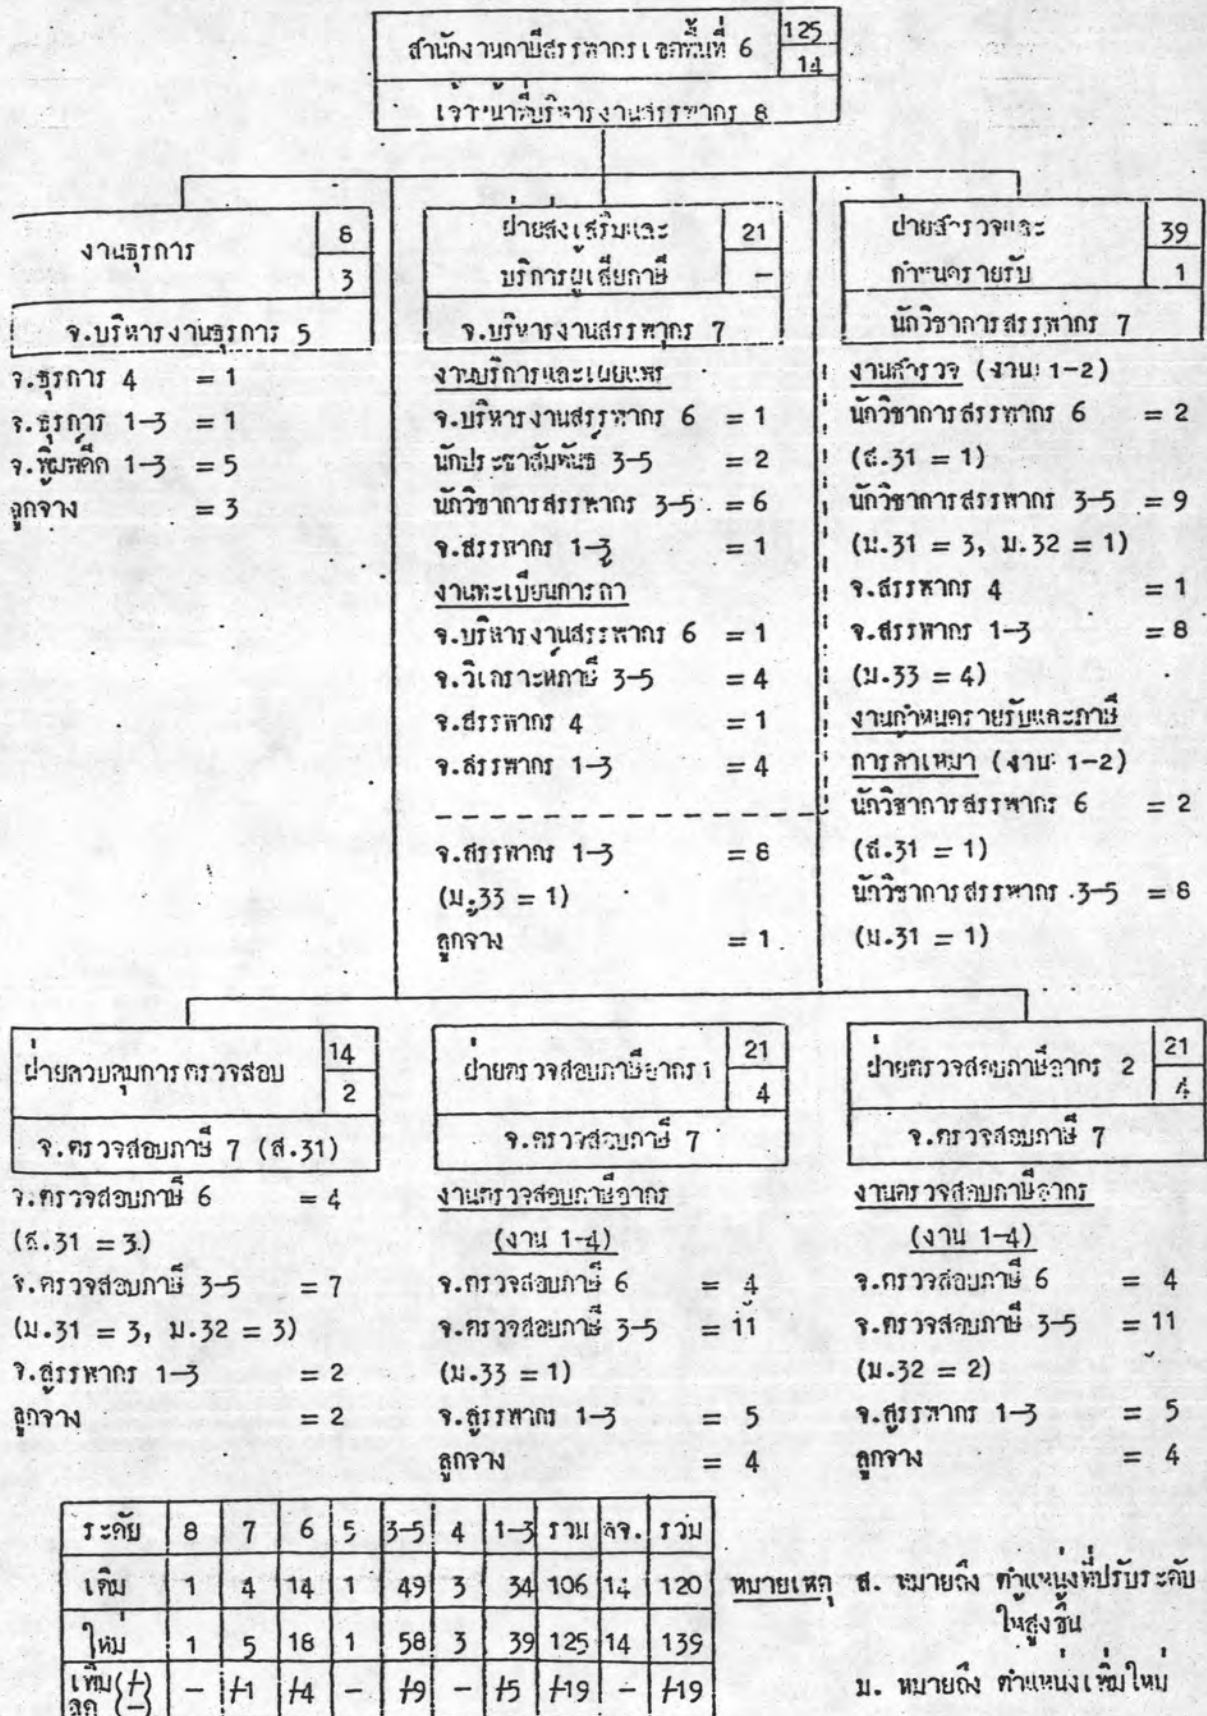 สำนักงานภาษีสรรพากรเขตพื้นที่ 6
125
14
เจ้าหน้าที่บริหารงานสรรพากร 8
งานธุรการ
8
3
จ.บริหารงานธุรการ 5
จ.ธุรการ 4 = 1
จ.ธุรการ 1-3 = 1
จ.พิมพ์ดีด 1-3 = 5
ลูกจ้าง = 3
ฝ่ายส่งเสริมและ
บริการผู้เสียภาษี
21
-
จ.บริหารงานสรรพากร 7
งานบริการและเผยแพร่
จ.บริหารงานสรรพากร 6 = 1
นักประชาสัมพันธ์ 3-5 = 2
นักวิชาการสรรพากร 3-5 = 6
จ.สรรพากร 1-3 = 1
งานทะเบียนการค้า
จ.บริหารงานสรรพากร 6 = 1
จ.วิเคราะห์ภาษี 3-5 = 4
จ.สรรพากร 4 = 1
จ.สรรพากร 1-3 = 4
ฝ่ายสำรวจและ
กำหนดรายรับ
39
1
นักวิชาการสรรพากร 7
งานสำรวจ (งาน 1-2)
นักวิชาการสรรพากร 6 = 2
(ส.31 = 1)
นักวิชาการสรรพากร 3-5 = 9
(ม.31 = 3, ม.32 = 1)
จ.สรรพากร 4 = 1
จ.สรรพากร 1-3 = 8
(ม.33 = 4)
งานกำหนดรายรับและภาษี
การค้าเหมา (งาน 1-2)
นักวิชาการสรรพากร 6 = 2
(ส.31 = 1)
นักวิชาการสรรพากร 3-5 = 8
(ม.31 = 1)
จ.สรรพากร 1-3 = 8
(ม.33 = 1)
ลูกจ้าง = 1
ฝ่ายควบคุมการตรวจสอบ
14
2
จ.ตรวจสอบภาษี 7 (ส.31)
จ.ตรวจสอบภาษี 6 = 4
(ส.31 = 3)
จ.ตรวจสอบภาษี 3-5 = 7
(ม.31 = 3, ม.32 = 3)
จ.สรรพากร 1-3 = 2
ลูกจ้าง = 2
ฝ่ายตรวจสอบภาษีอากร 1
21
4
จ.ตรวจสอบภาษี 7
งานตรวจสอบภาษีอากร
(งาน 1-4)
จ.ตรวจสอบภาษี 6 = 4
จ.ตรวจสอบภาษี 3-5 = 11
(ม.33 = 1)
จ.สรรพากร 1-3 = 5
ลูกจ้าง = 4
ฝ่ายตรวจสอบภาษีอากร 2
21
4
จ.ตรวจสอบภาษี 7
งานตรวจสอบภาษีอากร
(งาน 1-4)
จ.ตรวจสอบภาษี 6 = 4
จ.ตรวจสอบภาษี 3-5 = 11
(ม.32 = 2)
จ.สรรพากร 1-3 = 5
ลูกจ้าง = 4
ระดับ 8 7 6 5 3-5 4 1-3 รวม ลจ. รวม
เดิม 1 4 14 1 49 3 34 106 14 120
ใหม่ 1 5 18 1 58 3 39 125 14 139
เพิ่ม(+) - +1 +4 - +9 - +5 +19 - +19
ลด (-)
หมายเหตุ ส. หมายถึง ตำแหน่งที่ปรับระดับ
ให้สูงขึ้น
ม. หมายถึง ตำแหน่งเพิ่มใหม่